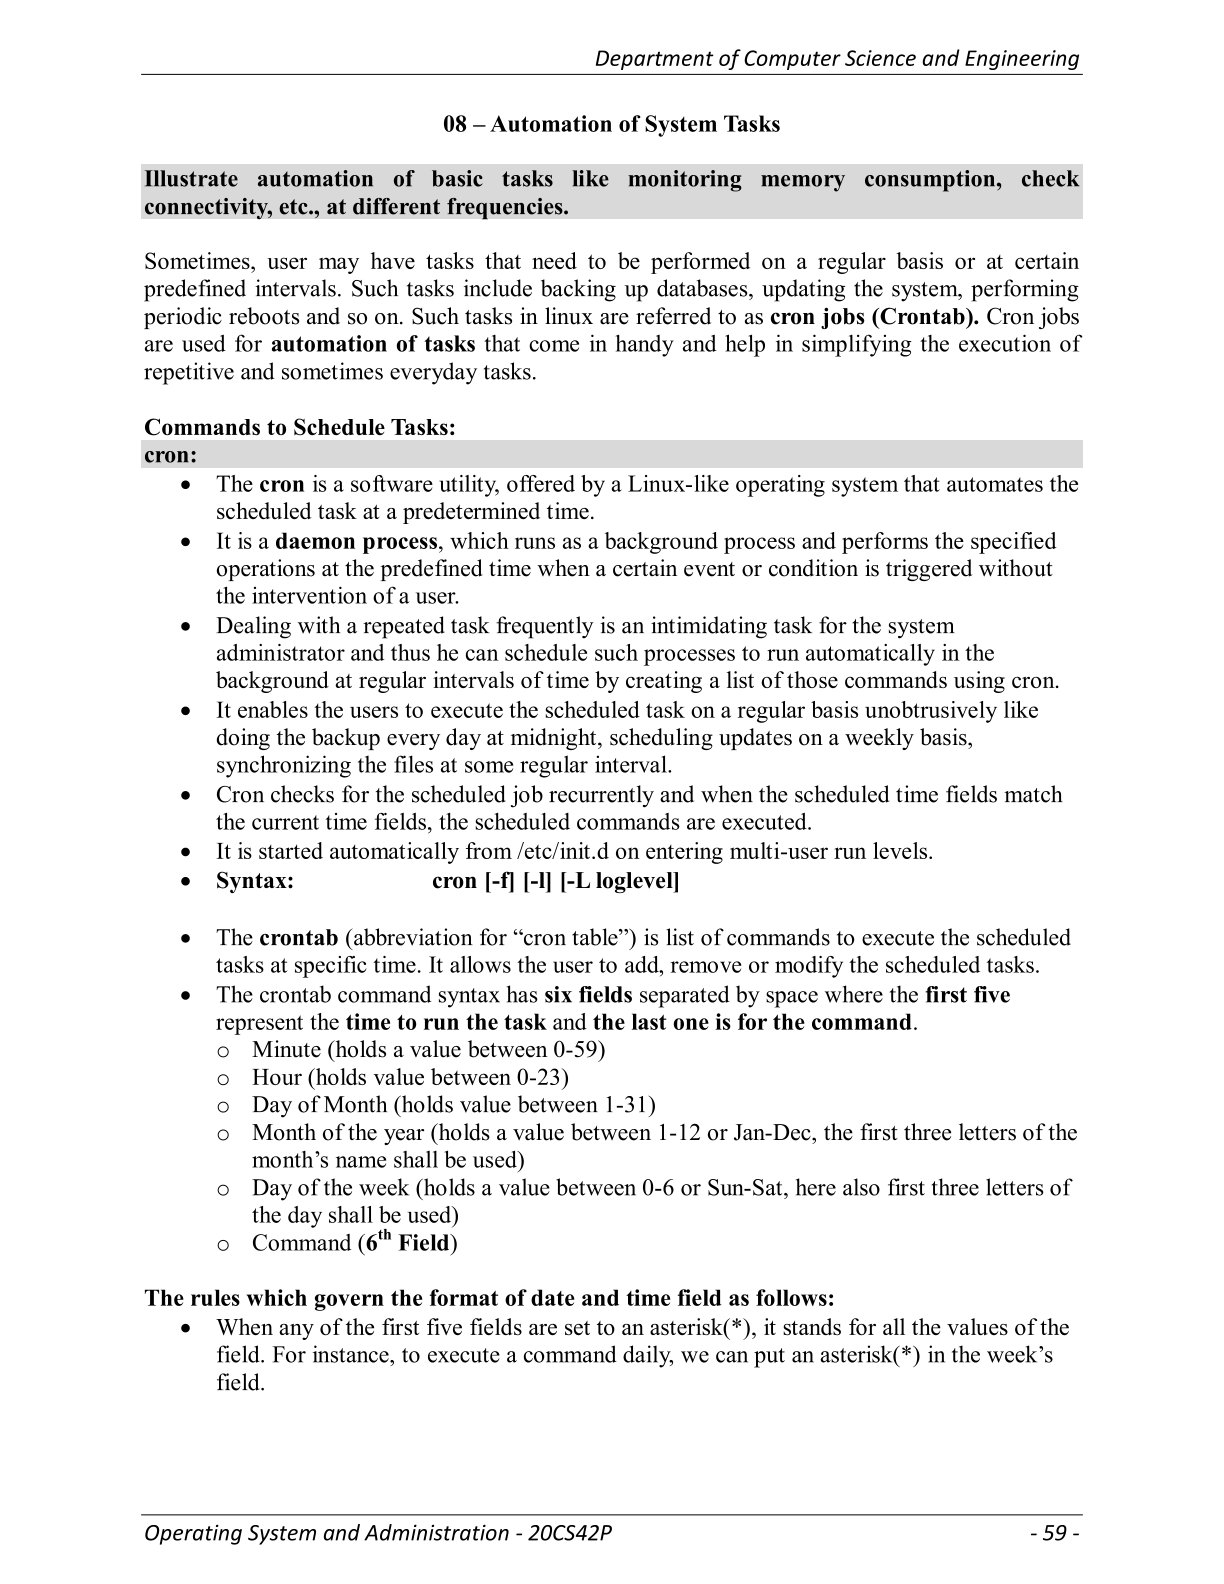 Department of Computer Science and Engineering
08 – Automation of System Tasks
Illustrate automation of basic tasks like monitoring memory consumption, check
connectivity, etc., at different frequencies.
Sometimes, user may have tasks that need to be performed on a regular basis or at certain
predefined intervals. Such tasks include backing up databases, updating the system, performing
periodic reboots and so on. Such tasks in linux are referred to as cron jobs (Crontab). Cron jobs
are used for automation of tasks that come in handy and help in simplifying the execution of
repetitive and sometimes everyday tasks.
Commands to Schedule Tasks:
cron:
• The cron is a software utility, offered by a Linux-like operating system that automates the
scheduled task at a predetermined time.
• It is a daemon process, which runs as a background process and performs the specified
operations at the predefined time when a certain event or condition is triggered without
the intervention of a user.
• Dealing with a repeated task frequently is an intimidating task for the system
administrator and thus he can schedule such processes to run automatically in the
background at regular intervals of time by creating a list of those commands using cron.
• It enables the users to execute the scheduled task on a regular basis unobtrusively like
doing the backup every day at midnight, scheduling updates on a weekly basis,
synchronizing the files at some regular interval.
• Cron checks for the scheduled job recurrently and when the scheduled time fields match
the current time fields, the scheduled commands are executed.
• It is started automatically from /etc/init.d on entering multi-user run levels.
• Syntax: cron [-f] [-l] [-L loglevel]
• The crontab (abbreviation for “cron table”) is list of commands to execute the scheduled
tasks at specific time. It allows the user to add, remove or modify the scheduled tasks.
• The crontab command syntax has six fields separated by space where the first five
represent the time to run the task and the last one is for the command.
o Minute (holds a value between 0-59)
o Hour (holds value between 0-23)
o Day of Month (holds value between 1-31)
o Month of the year (holds a value between 1-12 or Jan-Dec, the first three letters of the
month’s name shall be used)
o Day of the week (holds a value between 0-6 or Sun-Sat, here also first three letters of
the day shall be used)
o Command (6th Field)
The rules which govern the format of date and time field as follows:
• When any of the first five fields are set to an asterisk(*), it stands for all the values of the
field. For instance, to execute a command daily, we can put an asterisk(*) in the week’s
field.
Operating System and Administration - 20CS42P - 59 -